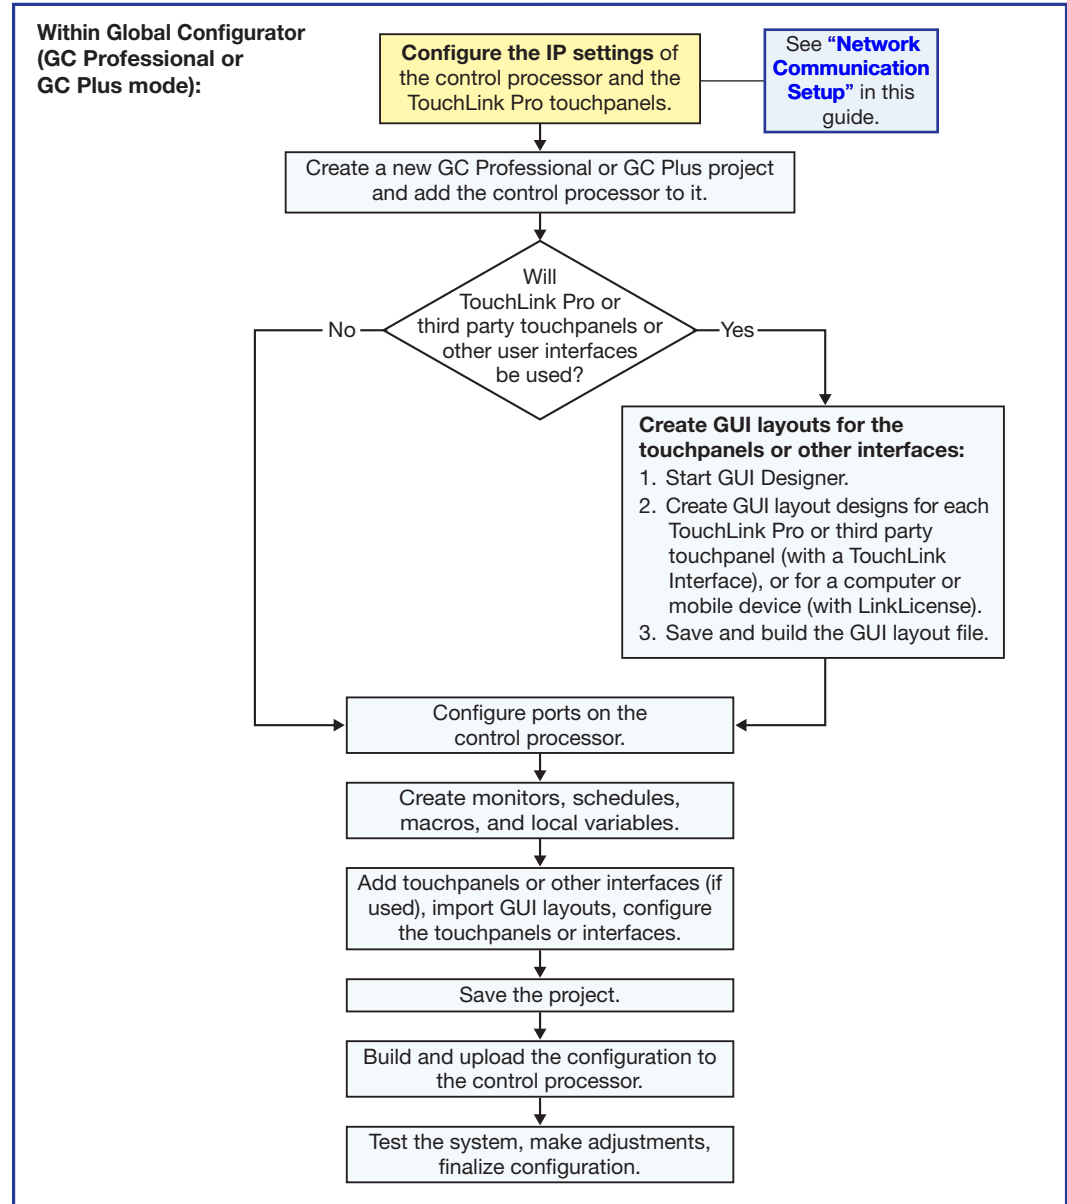 Within Global Configurator
(GC Professional or
GC Plus mode):
Configure the IP settings of
the control processor and the
TouchLink Pro touchpanels.
See “Network
Communication
Setup” in this
guide.
Create a new GC Professional or GC Plus project
and add the control processor to it.
Will
TouchLink Pro or
third party touchpanels or
other user interfaces
be used?
No
Yes
Create GUI layouts for the
touchpanels or other interfaces:
1. Start GUI Designer.
2. Create GUI layout designs for each
TouchLink Pro or third party
touchpanel (with a TouchLink
Interface), or for a computer or
mobile device (with LinkLicense).
3. Save and build the GUI layout file.
Configure ports on the
control processor.
Create monitors, schedules,
macros, and local variables.
Add touchpanels or other interfaces (if
used), import GUI layouts, configure
the touchpanels or interfaces.
Save the project.
Build and upload the configuration to
the control processor.
Test the system, make adjustments,
finalize configuration.